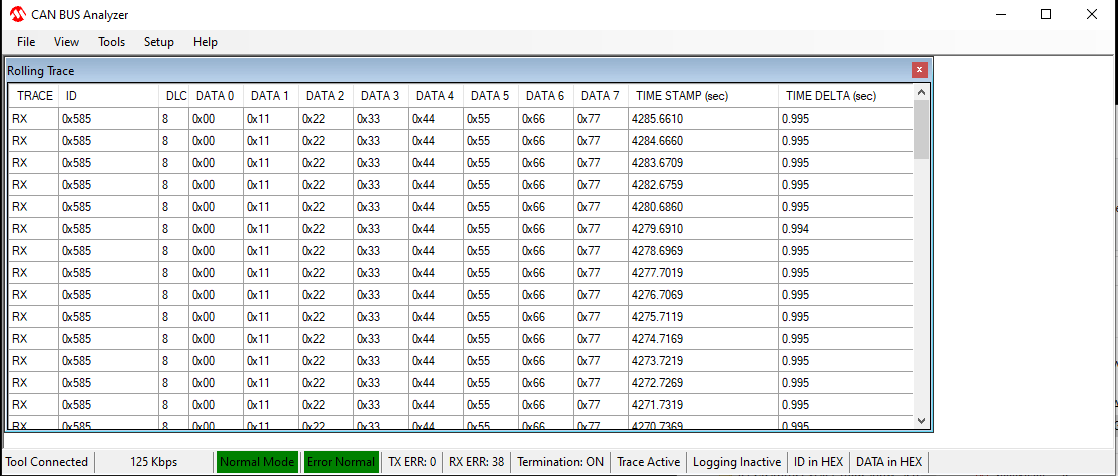 CAN BUS Analyzer
File View Tools Setup Help
Rolling Trace
TRACE ID DLC DATA 0 DATA 1 DATA 2 DATA 3 DATA 4 DATA 5 DATA 6 DATA 7 TIME STAMP (sec) TIME DELTA (sec)
RX 0x585 8 0x00 0x11 0x22 0x33 0x44 0x55 0x66 0x77 4285.6610 0.995
RX 0x585 8 0x00 0x11 0x22 0x33 0x44 0x55 0x66 0x77 4284.6660 0.995
RX 0x585 8 0x00 0x11 0x22 0x33 0x44 0x55 0x66 0x77 4283.6709 0.995
RX 0x585 8 0x00 0x11 0x22 0x33 0x44 0x55 0x66 0x77 4282.6759 0.995
RX 0x585 8 0x00 0x11 0x22 0x33 0x44 0x55 0x66 0x77 4280.6860 0.995
RX 0x585 8 0x00 0x11 0x22 0x33 0x44 0x55 0x66 0x77 4279.6910 0.994
RX 0x585 8 0x00 0x11 0x22 0x33 0x44 0x55 0x66 0x77 4278.6969 0.995
RX 0x585 8 0x00 0x11 0x22 0x33 0x44 0x55 0x66 0x77 4277.7019 0.995
RX 0x585 8 0x00 0x11 0x22 0x33 0x44 0x55 0x66 0x77 4276.7069 0.995
RX 0x585 8 0x00 0x11 0x22 0x33 0x44 0x55 0x66 0x77 4275.7119 0.995
RX 0x585 8 0x00 0x11 0x22 0x33 0x44 0x55 0x66 0x77 4274.7169 0.995
RX 0x585 8 0x00 0x11 0x22 0x33 0x44 0x55 0x66 0x77 4273.7219 0.995
RX 0x585 8 0x00 0x11 0x22 0x33 0x44 0x55 0x66 0x77 4272.7269 0.995
RX 0x585 8 0x00 0x11 0x22 0x33 0x44 0x55 0x66 0x77 4271.7319 0.995
RX 0x585 8 0x00 0x11 0x22 0x33 0x44 0x55 0x66 0x77 4270.7369 0.995
Tool Connected 125 Kbps Normal Mode Error Normal TX ERR: 0 RX ERR: 38 Termination: ON Trace Active Logging Inactive ID in HEX DATA in HEX